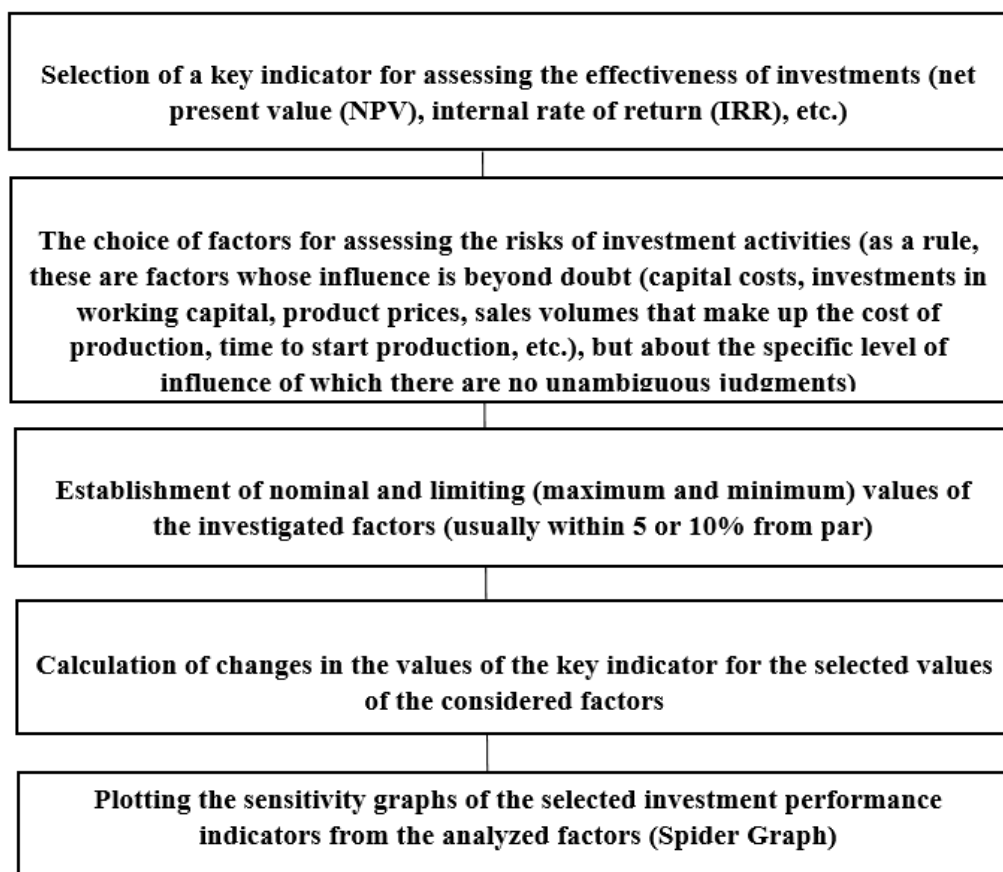 Selection of a key indicator for assessing the effectiveness of investments (net
present value (NPV), internal rate of return (IRR), etc.)
The choice of factors for assessing the risks of investment activities (as a rule,
these are factors whose influence is beyond doubt (capital costs, investments in
working capital, product prices, sales volumes that make up the cost of
production, time to start production, etc.), but about the specific level of
influence of which there are no unambiguous judgments)
Establishment of nominal and limiting (maximum and minimum) values of
the investigated factors (usually within 5 or 10% from par)
Calculation of changes in the values of the key indicator for the selected values
of the considered factors
Plotting the sensitivity graphs of the selected investment performance
indicators from the analyzed factors (Spider Graph)